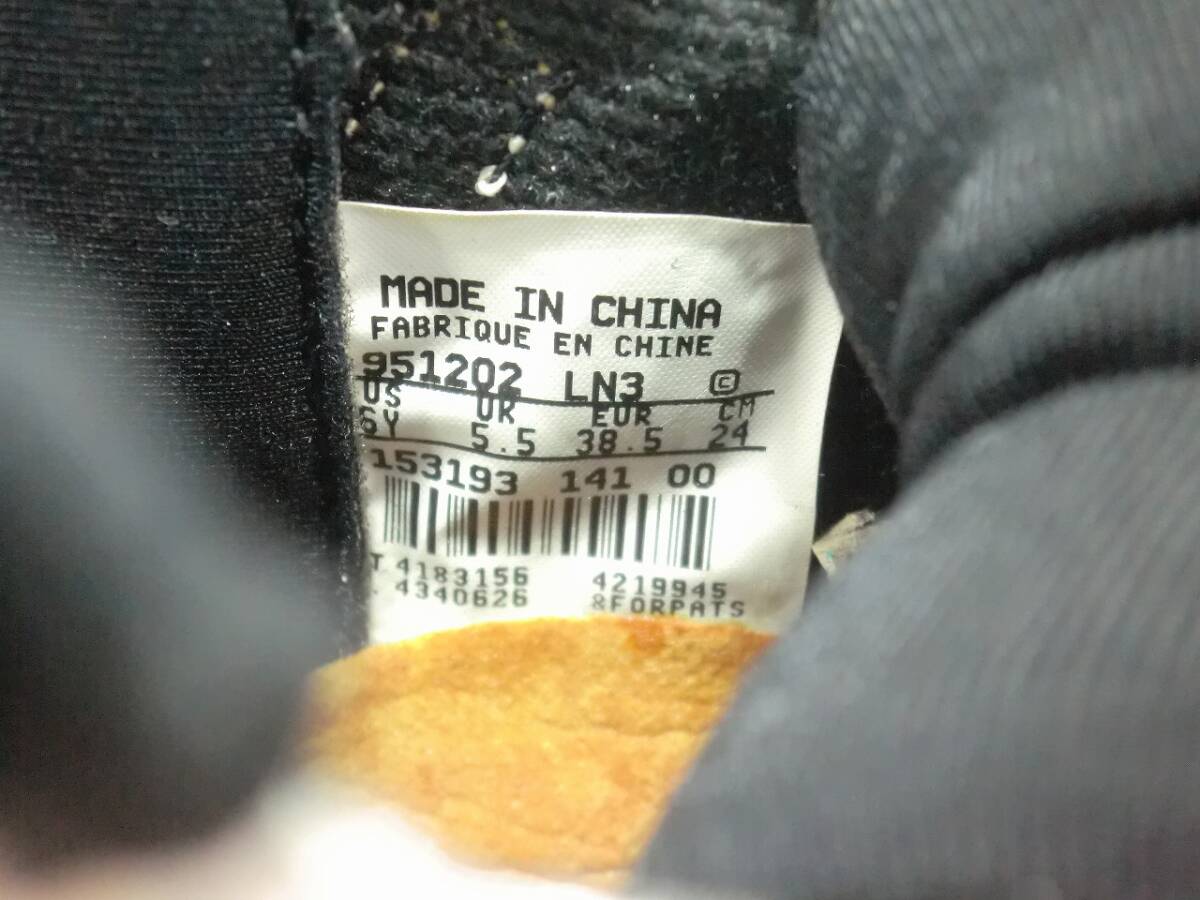 MADE IN CHINA
FABRIQUE EN CHINE
951202 LN3 ©
US UK EUR CM
6Y 5.5 38.5 24
153193 141 00
T 4183156 4219945
4340626 &FORPATS